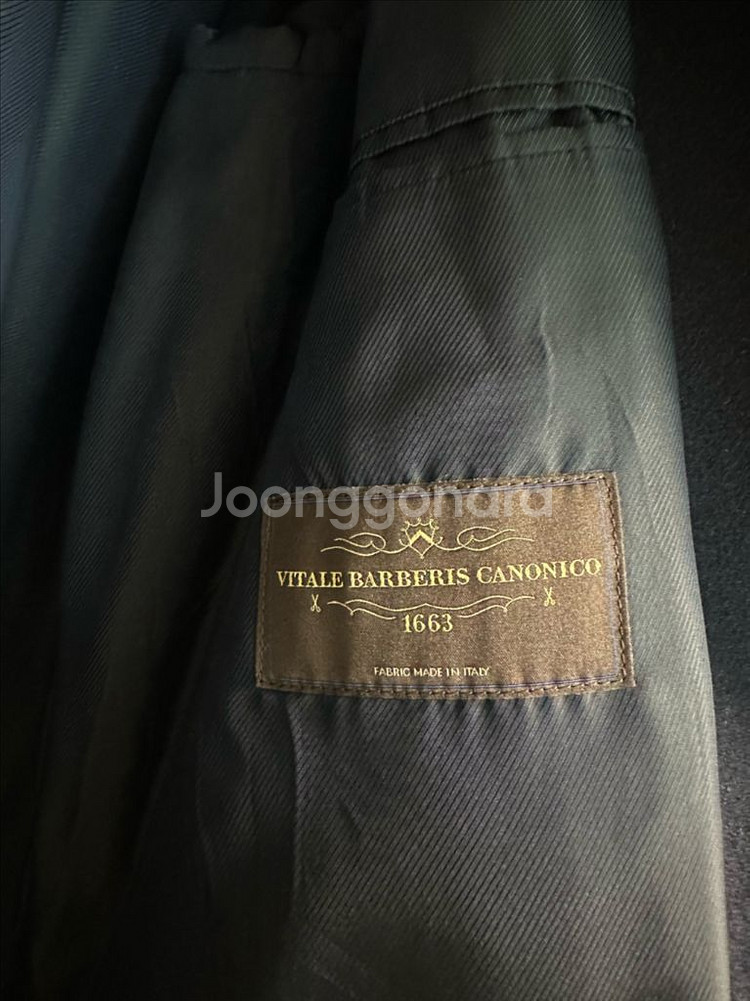 Joonggonara
VITALE BARBERIS CANONICO
1663
FABRIC MADE IN ITALY